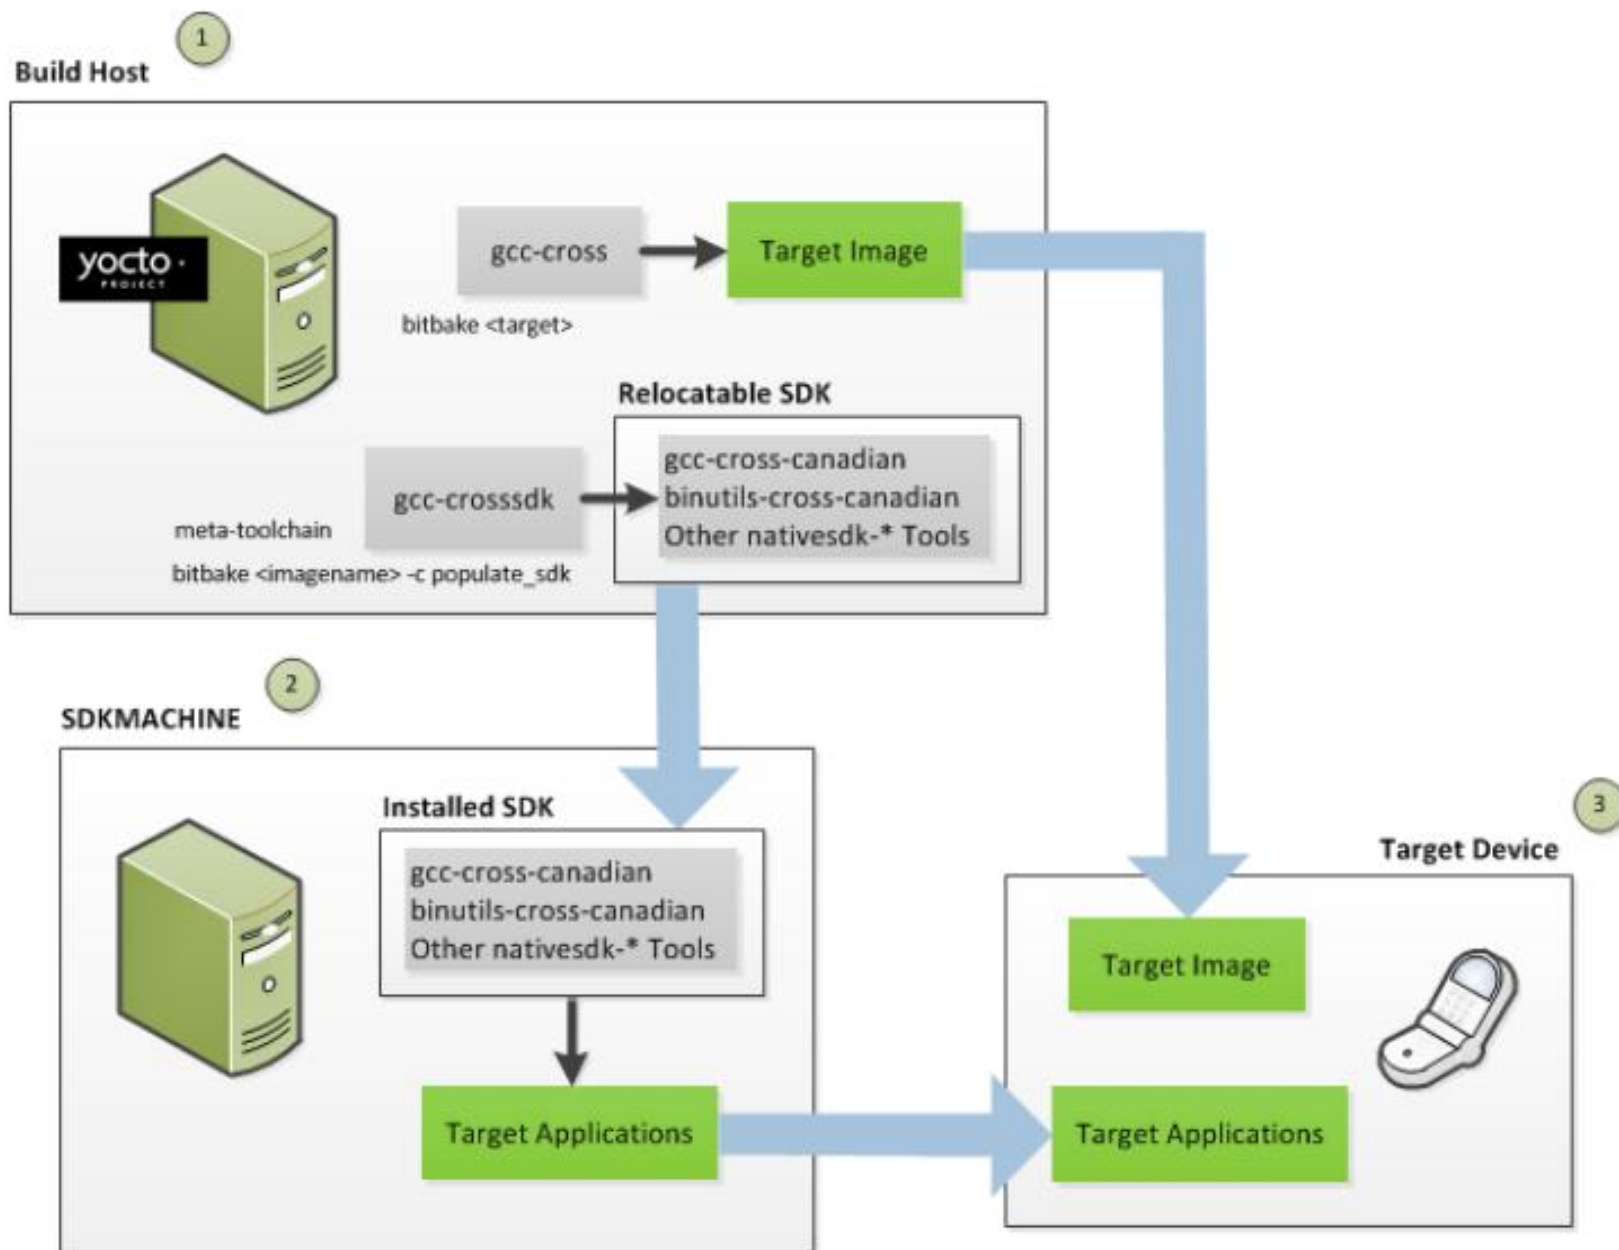 1
Build Host
yocto ·
PROJECT
gcc-cross
Target Image
bitbake <target>
Relocatable SDK
gcc-cross-canadian
binutils-cross-canadian
Other nativesdk-* Tools
gcc-crosssdk
meta-toolchain
bitbake <imagename> -c populate_sdk
2
SDKMACHINE
Installed SDK
gcc-cross-canadian
binutils-cross-canadian
Other nativesdk-* Tools
Target Applications
3
Target Device
Target Image
Target Applications